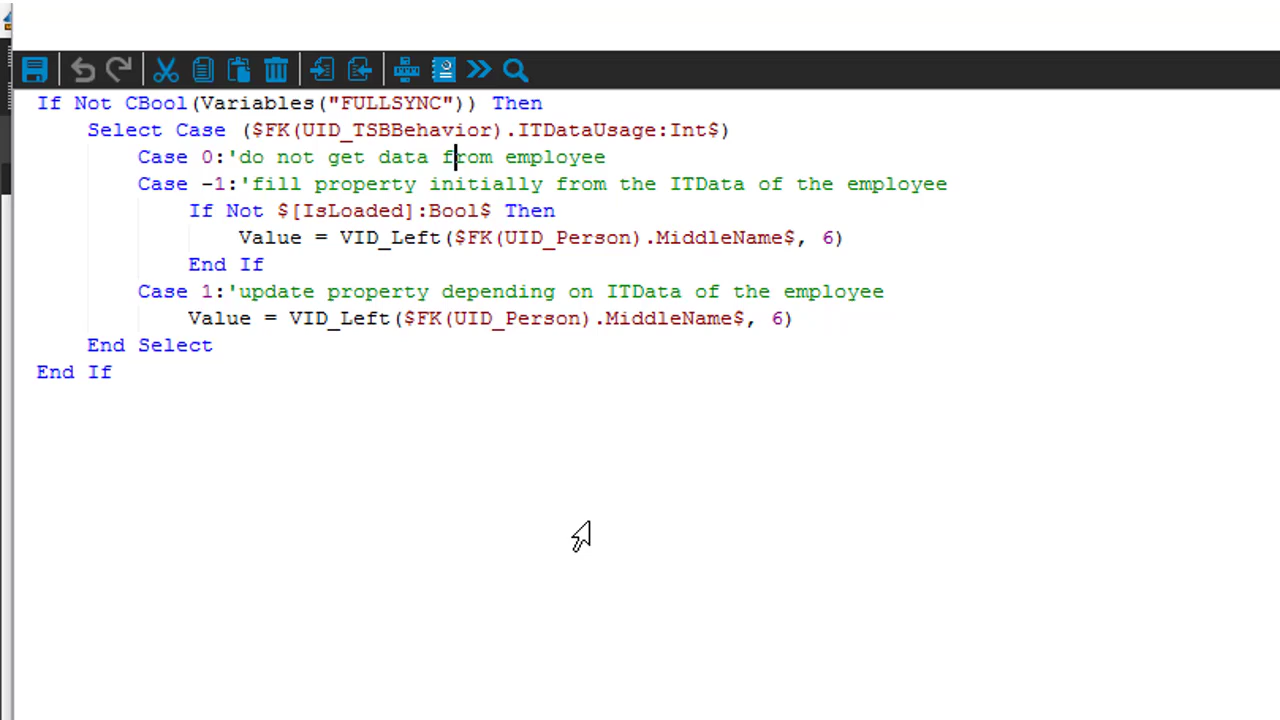 If Not CBool(Variables("FULLSYNC")) Then
Select Case ($FK(UID_TSBBehavior).ITDataUsage:Int$)
Case 0:'do not get data from employee
Case -1:'fill property initially from the ITData of the employee
If Not $[IsLoaded]:Bool$ Then
Value = VID_Left($FK(UID_Person).MiddleName$, 6)
End If
Case 1:'update property depending on ITData of the employee
Value = VID_Left($FK(UID_Person).MiddleName$, 6)
End Select
End If